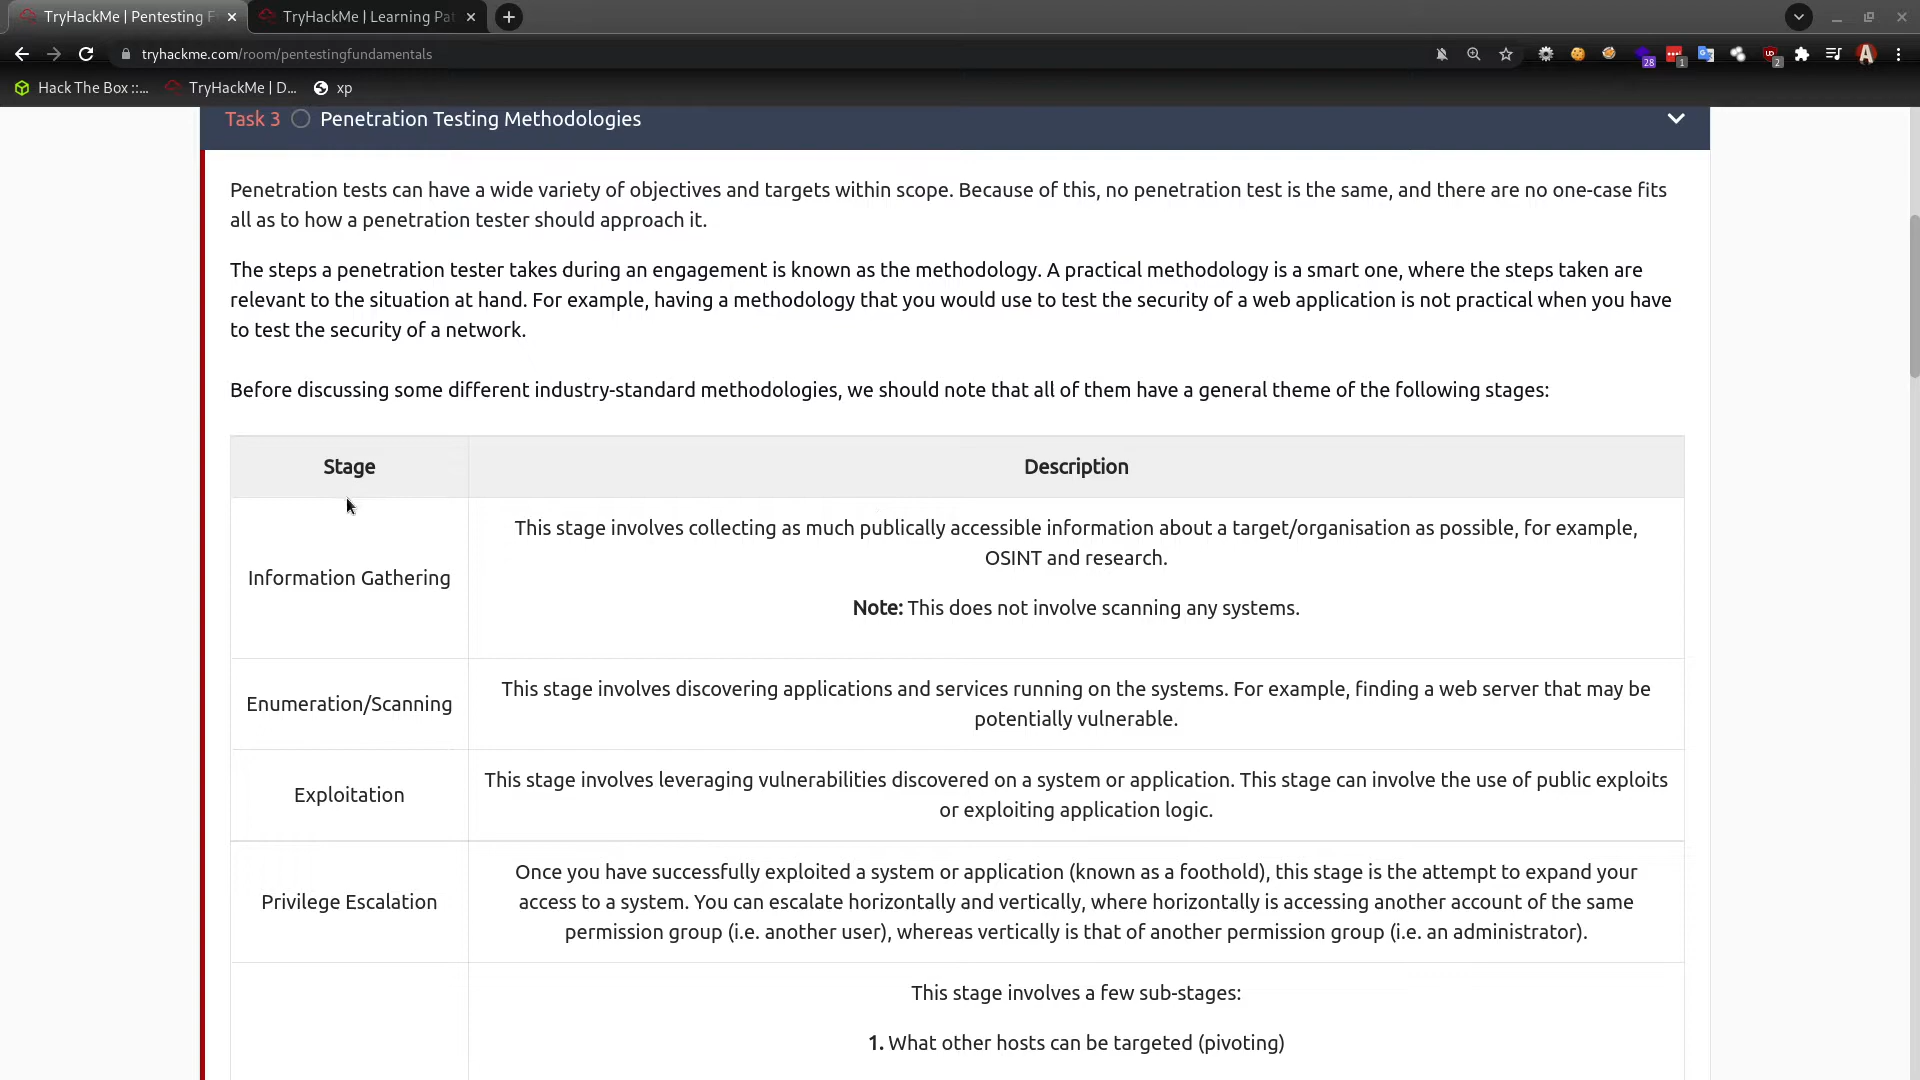 TryHackMe | Pentesting F
TryHackMe | Learning Pat
tryhackme.com/room/pentestingfundamentals
28
1
UD
2
A
Hack The Box ::...
TryHackMe | D...
xp
Task 3 Penetration Testing Methodologies
Penetration tests can have a wide variety of objectives and targets within scope. Because of this, no penetration test is the same, and there are no one-case fits
all as to how a penetration tester should approach it.
The steps a penetration tester takes during an engagement is known as the methodology. A practical methodology is a smart one, where the steps taken are
relevant to the situation at hand. For example, having a methodology that you would use to test the security of a web application is not practical when you have
to test the security of a network.
Before discussing some different industry-standard methodologies, we should note that all of them have a general theme of the following stages:
Stage
Description
Information Gathering
This stage involves collecting as much publically accessible information about a target/organisation as possible, for example,
OSINT and research.
Note: This does not involve scanning any systems.
Enumeration/Scanning
This stage involves discovering applications and services running on the systems. For example, finding a web server that may be
potentially vulnerable.
Exploitation
This stage involves leveraging vulnerabilities discovered on a system or application. This stage can involve the use of public exploits
or exploiting application logic.
Privilege Escalation
Once you have successfully exploited a system or application (known as a foothold), this stage is the attempt to expand your
access to a system. You can escalate horizontally and vertically, where horizontally is accessing another account of the same
permission group (i.e. another user), whereas vertically is that of another permission group (i.e. an administrator).
This stage involves a few sub-stages:
1. What other hosts can be targeted (pivoting)